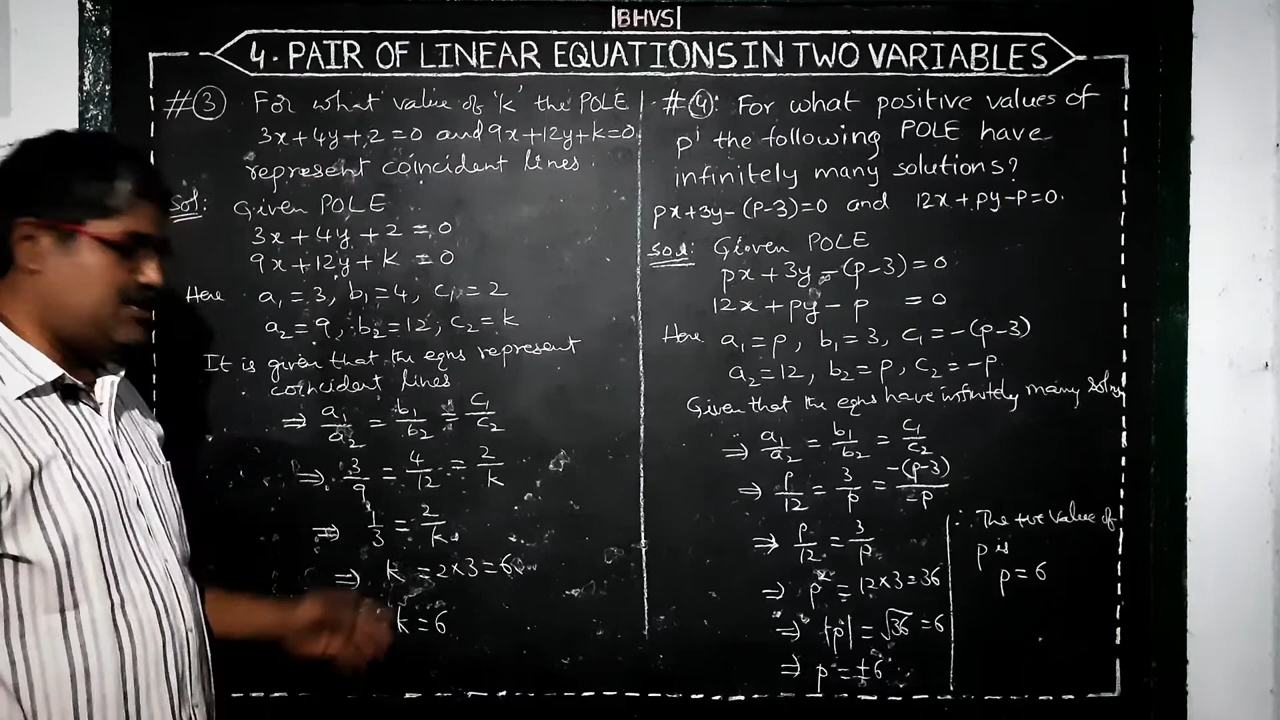 |BHVS|
4. PAIR OF LINEAR EQUATIONS IN TWO VARIABLES
#③ For what value of 'k' the POLE
3x+4y+2=0 and 9x+12y+k=0
represent coincident lines.
Sol: Given POLE
3x+4y+2=0
9x+12y+k=0
Here a₁=3, b₁=4, c₁=2
a₂=9, b₂=12, c₂=k
It is given that the eqns represent
coincident lines
⇒ a₁/a₂ = b₁/b₂ = c₁/c₂
⇒ 3/9 = 4/12 = 2/k
⇒ 1/3 = 2/k
⇒ k = 2×3 = 6
k = 6
#④: For what positive values of
'p' the following POLE have
infinitely many solutions?
px+3y-(p-3)=0 and 12x+py-p=0.
Sol: Given POLE
px+3y-(p-3)=0
12x+py-p =0
Here a₁=p, b₁=3, c₁=-(p-3)
a₂=12, b₂=p, c₂=-p
Given that the eqns have infinitely many solns
⇒ a₁/a₂ = b₁/b₂ = c₁/c₂
⇒ p/12 = 3/p = -(p-3)/-p
⇒ p/12 = 3/p
⇒ p² = 12×3=36
⇒ |p| = √36 = 6
⇒ p = ±6
∴ The +ve value of
p is
p=6